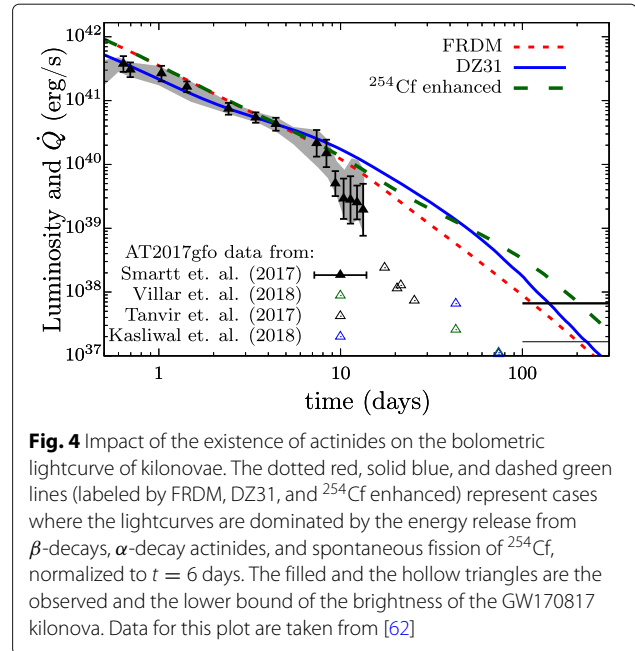 10^42
10^41
10^40
10^39
10^38
10^37
Luminosity and Q̇ (erg/s)
FRDM
DZ31
^254Cf enhanced
AT2017gfo data from:
Smartt et. al. (2017)
Villar et. al. (2018)
Tanvir et. al. (2017)
Kasliwal et. al. (2018)
1 10 100
time (days)
Fig. 4 Impact of the existence of actinides on the bolometric
lightcurve of kilonovae. The dotted red, solid blue, and dashed green
lines (labeled by FRDM, DZ31, and ^254Cf enhanced) represent cases
where the lightcurves are dominated by the energy release from
β-decays, α-decay actinides, and spontaneous fission of ^254Cf,
normalized to t = 6 days. The filled and the hollow triangles are the
observed and the lower bound of the brightness of the GW170817
kilonova. Data for this plot are taken from [62]